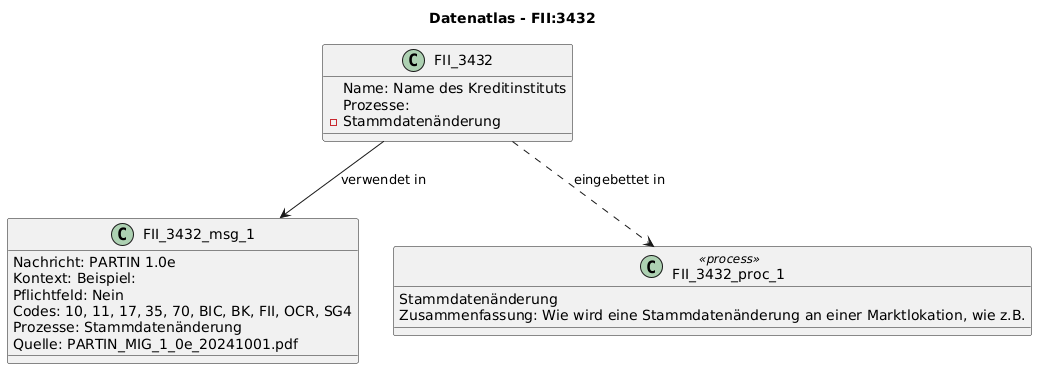 Datenatlas - FII:3432
C FII_3432
Name: Name des Kreditinstituts
Prozesse:
Stammdatenänderung
verwendet in
eingebettet in
C FII_3432_msg_1
Nachricht: PARTIN 1.0e
Kontext: Beispiel:
Pflichtfeld: Nein
Codes: 10, 11, 17, 35, 70, BIC, BK, FII, OCR, SG4
Prozesse: Stammdatenänderung
Quelle: PARTIN_MIG_1_0e_20241001.pdf
«process»
C FII_3432_proc_1
Stammdatenänderung
Zusammenfassung: Wie wird eine Stammdatenänderung an einer Marktlokation, wie z.B.